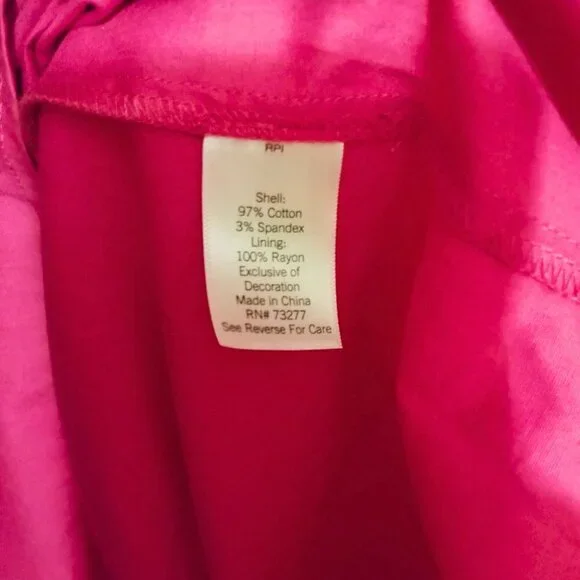 RPI
Shell:
97% Cotton
3% Spandex
Lining:
100% Rayon
Exclusive of
Decoration
Made in China
RN# 73277
See Reverse For Care